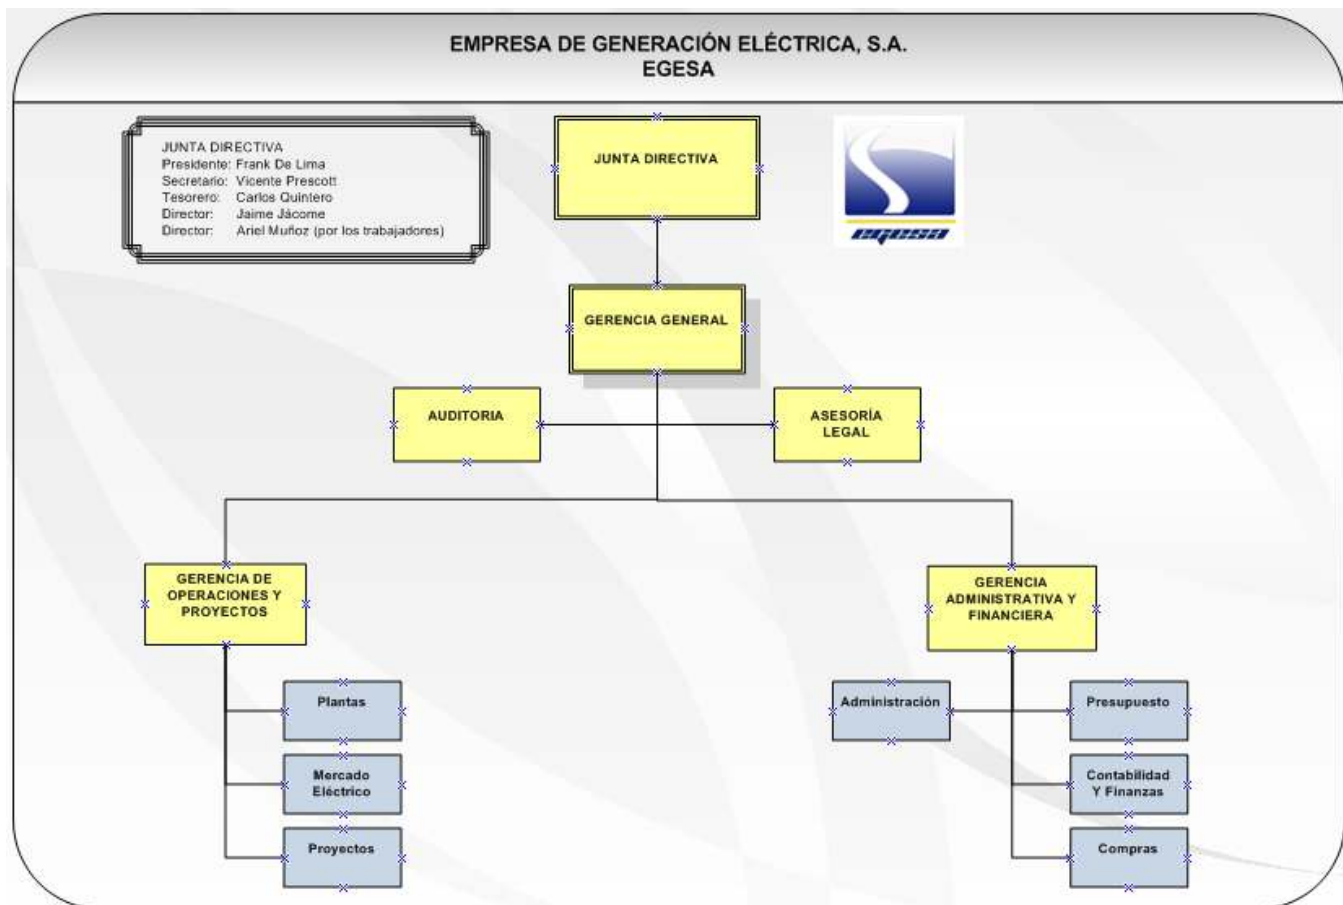 EMPRESA DE GENERACIÓN ELÉCTRICA, S.A.
EGESA
JUNTA DIRECTIVA
Presidente: Frank De Lima
Secretario: Vicente Prescott
Tesorero: Carlos Quintero
Director: Jaime Jácome
Director: Ariel Muñoz (por los trabajadores)
JUNTA DIRECTIVA
egesa
GERENCIA GENERAL
AUDITORIA
ASESORÍA
LEGAL
GERENCIA DE
OPERACIONES Y
PROYECTOS
GERENCIA
ADMINISTRATIVA Y
FINANCIERA
Plantas
Mercado
Eléctrico
Proyectos
Administración
Presupuesto
Contabilidad
Y Finanzas
Compras